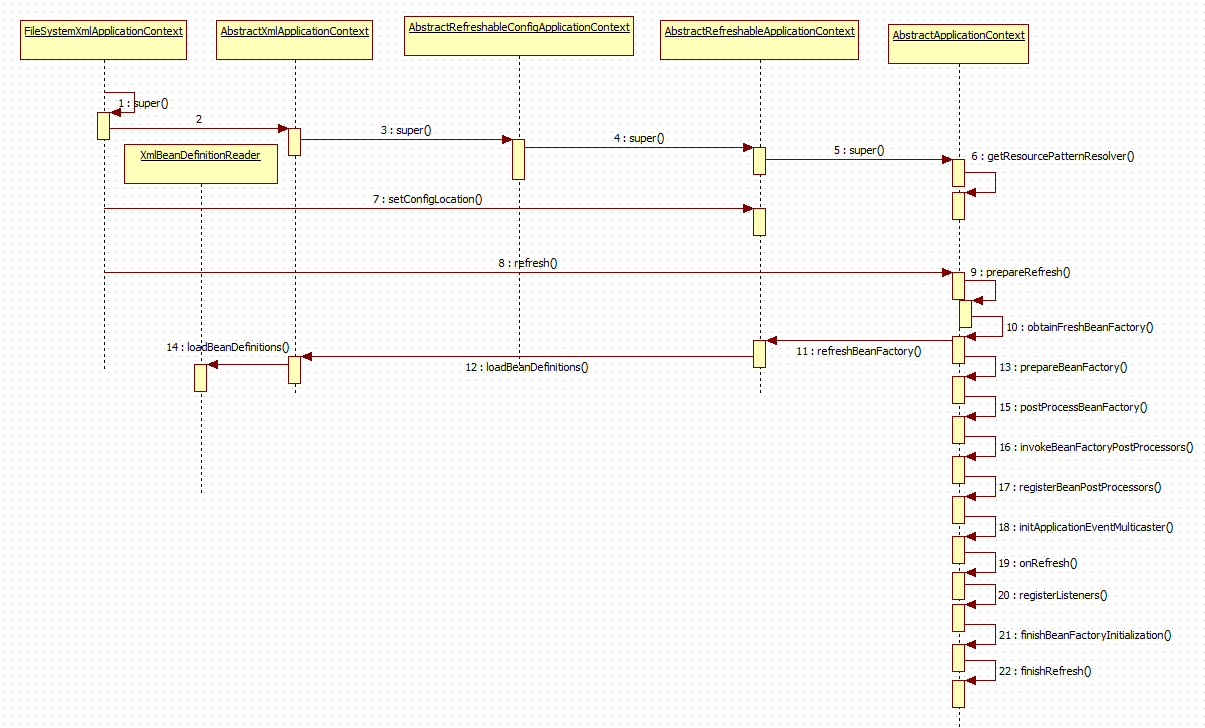 FileSystemXmlApplicationContext
AbstractXmlApplicationContext
AbstractRefreshableConfigApplicationContext
AbstractRefreshableApplicationContext
AbstractApplicationContext
1 : super()
2
3 : super()
4 : super()
5 : super()
6 : getResourcePatternResolver()
XmlBeanDefinitionReader
7 : setConfigLocation()
8 : refresh()
9 : prepareRefresh()
10 : obtainFreshBeanFactory()
11 : refreshBeanFactory()
14 : loadBeanDefinitions()
12 : loadBeanDefinitions()
13 : prepareBeanFactory()
15 : postProcessBeanFactory()
16 : invokeBeanFactoryPostProcessors()
17 : registerBeanPostProcessors()
18 : initApplicationEventMulticaster()
19 : onRefresh()
20 : registerListeners()
21 : finishBeanFactoryInitialization()
22 : finishRefresh()